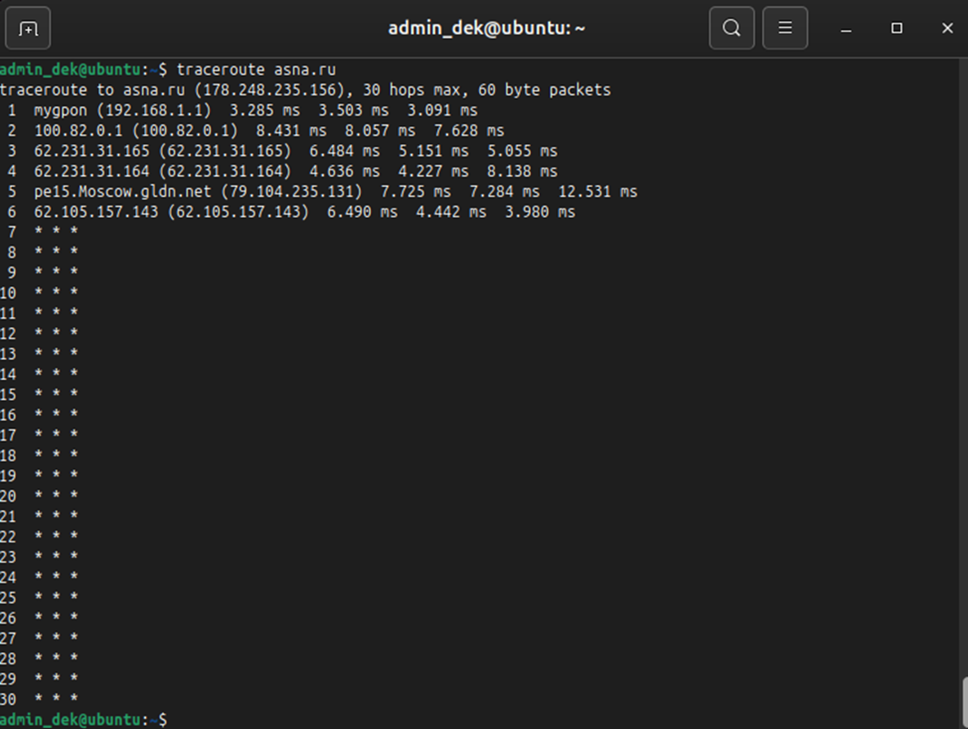 admin_dek@ubuntu: ~
admin_dek@ubuntu:~$ traceroute asna.ru
traceroute to asna.ru (178.248.235.156), 30 hops max, 60 byte packets
 1  mygpon (192.168.1.1)  3.285 ms  3.503 ms  3.091 ms
 2  100.82.0.1 (100.82.0.1)  8.431 ms  8.057 ms  7.628 ms
 3  62.231.31.165 (62.231.31.165)  6.484 ms  5.151 ms  5.055 ms
 4  62.231.31.164 (62.231.31.164)  4.636 ms  4.227 ms  8.138 ms
 5  pe15.Moscow.gldn.net (79.104.235.131)  7.725 ms  7.284 ms  12.531 ms
 6  62.105.157.143 (62.105.157.143)  6.490 ms  4.442 ms  3.980 ms
 7  * * *
 8  * * *
 9  * * *
10  * * *
11  * * *
12  * * *
13  * * *
14  * * *
15  * * *
16  * * *
17  * * *
18  * * *
19  * * *
20  * * *
21  * * *
22  * * *
23  * * *
24  * * *
25  * * *
26  * * *
27  * * *
28  * * *
29  * * *
30  * * *
admin_dek@ubuntu:~$